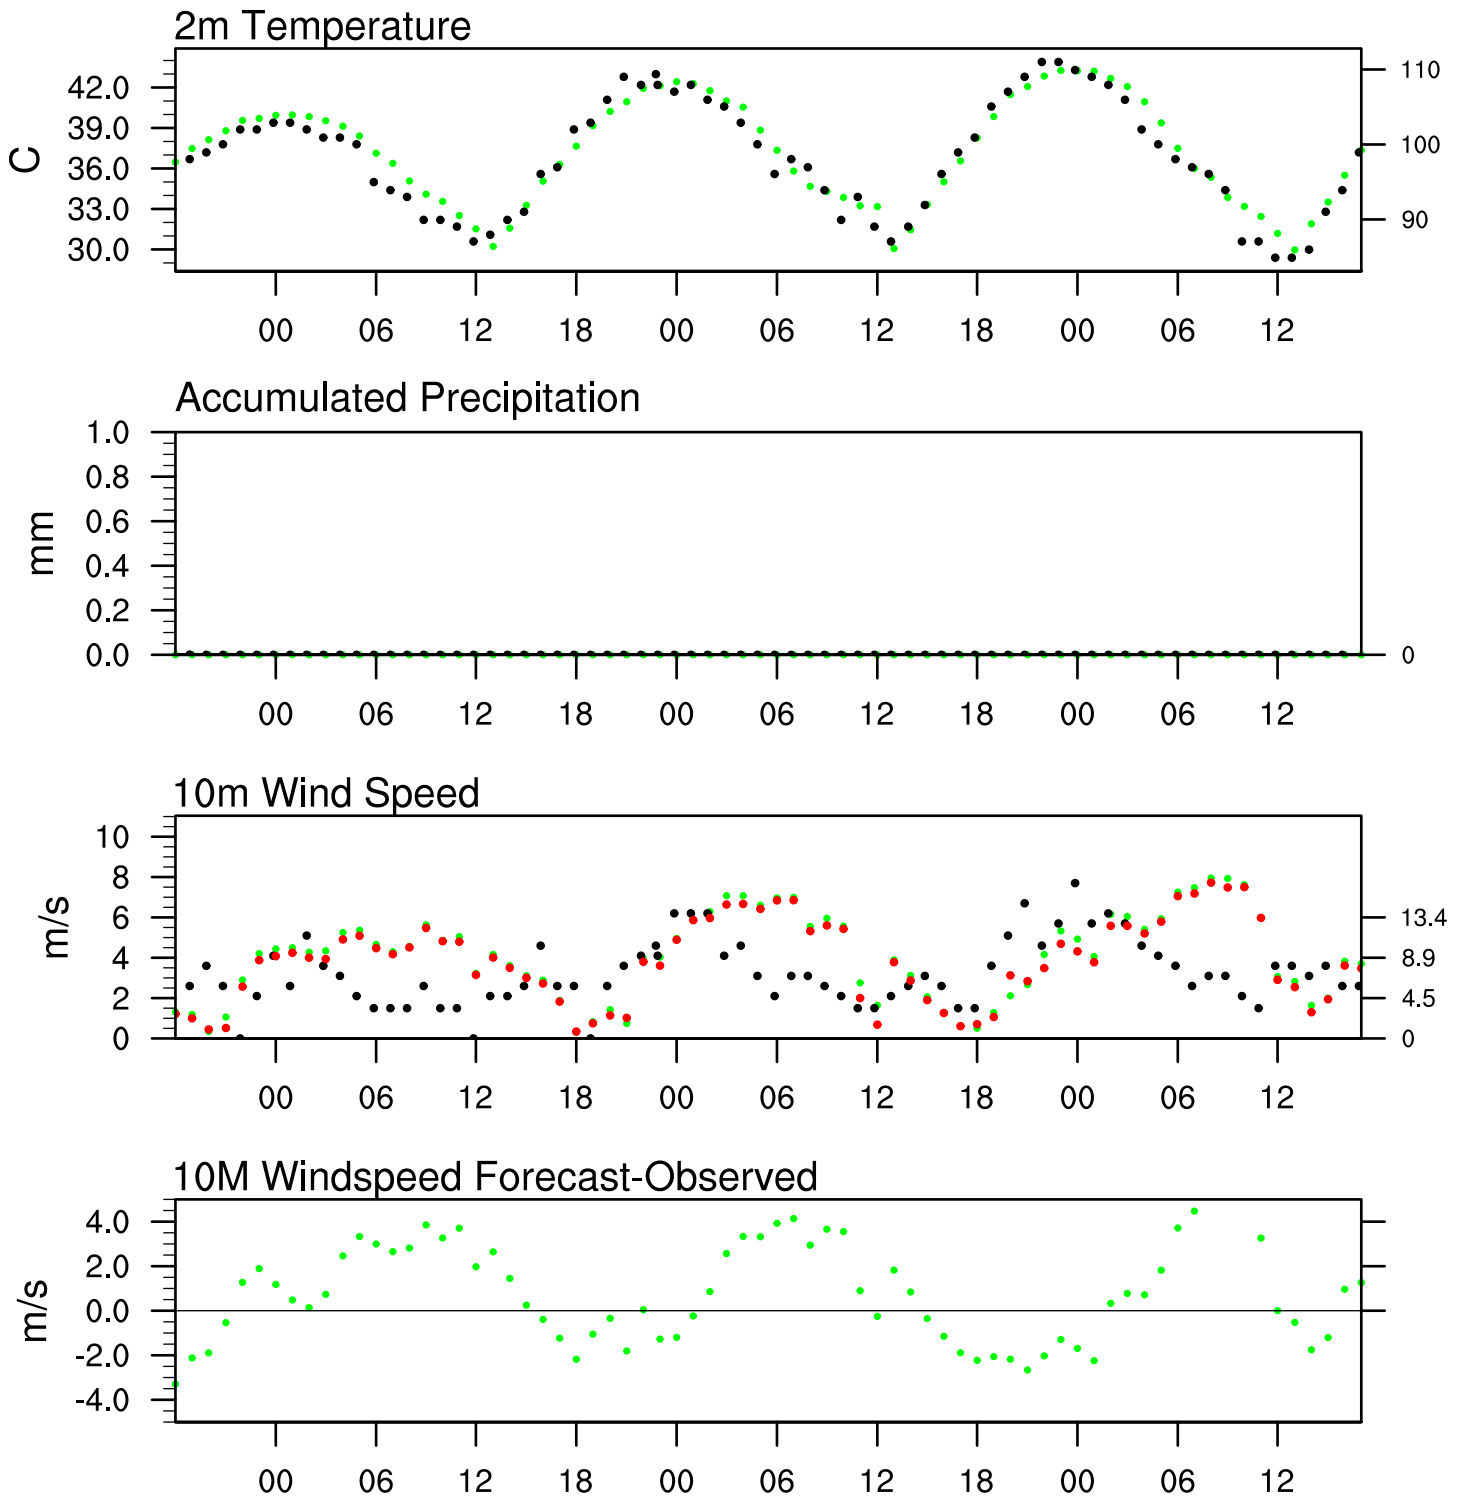 2m Temperature
C
42.0
39.0
36.0
33.0
30.0
110
100
90
00 06 12 18 00 06 12 18 00 06 12
Accumulated Precipitation
mm
1.0
0.8
0.6
0.4
0.2
0.0
0
00 06 12 18 00 06 12 18 00 06 12
10m Wind Speed
m/s
10
8
6
4
2
0
13.4
8.9
4.5
0
00 06 12 18 00 06 12 18 00 06 12
10M Windspeed Forecast-Observed
m/s
4.0
2.0
0.0
-2.0
-4.0
00 06 12 18 00 06 12 18 00 06 12